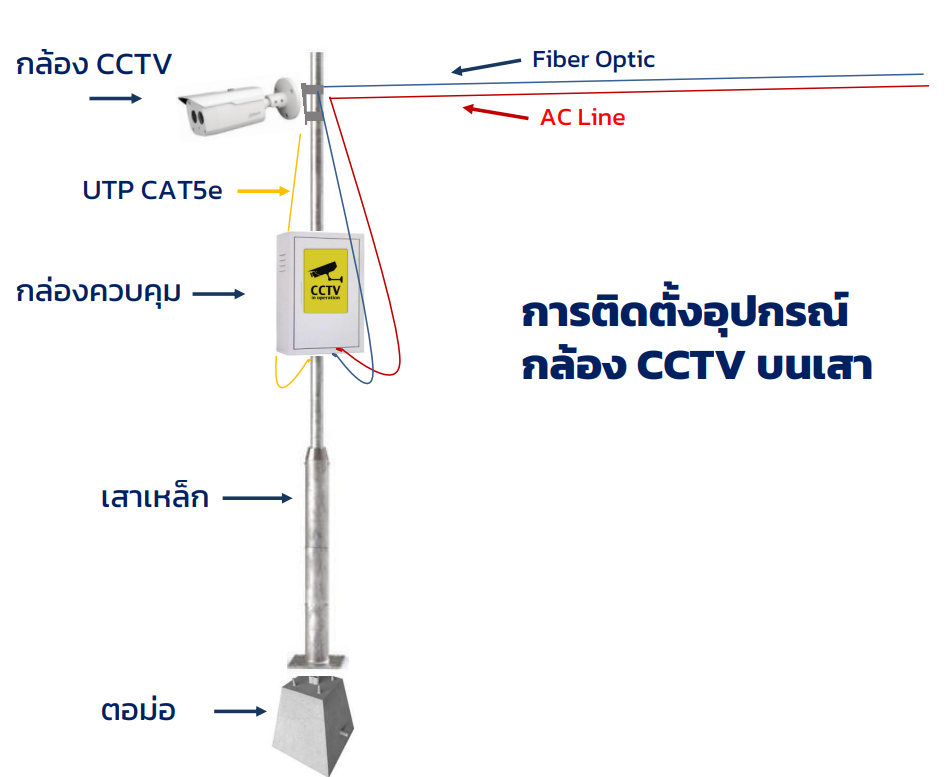 กล้อง CCTV
Fiber Optic
AC Line
UTP CAT5e
กล่องควบคุม
CCTV
in operation
การติดตั้งอุปกรณ์
กล้อง CCTV บนเสา
เสาเหล็ก
ตอม่อ